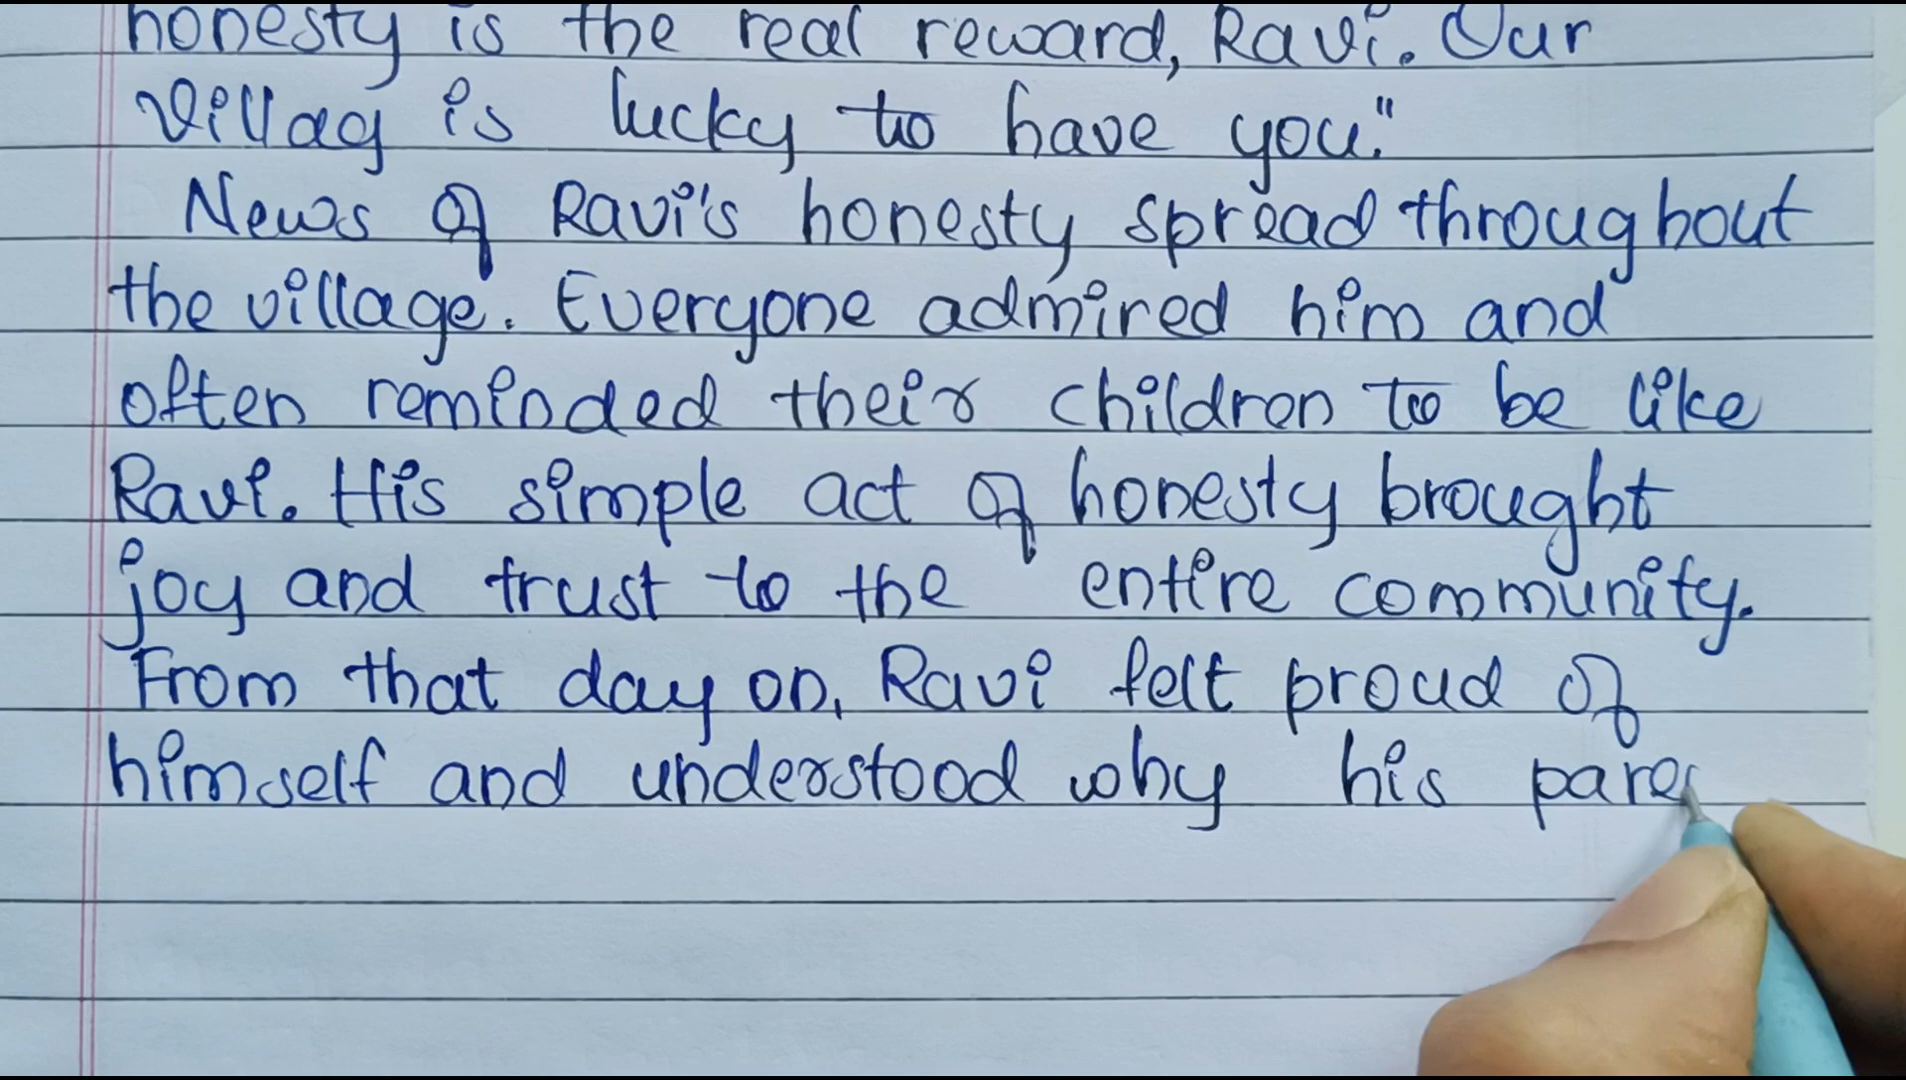 honesty is the real reward, Ravi. Our
villag is lucky to have you."
News of Ravi's honesty spread throughout
the village. Everyone admired him and
often reminded their children to be like
Ravi. His simple act of honesty brought
joy and trust to the entire community.
From that day on, Ravi felt proud of
himself and understood why his pare